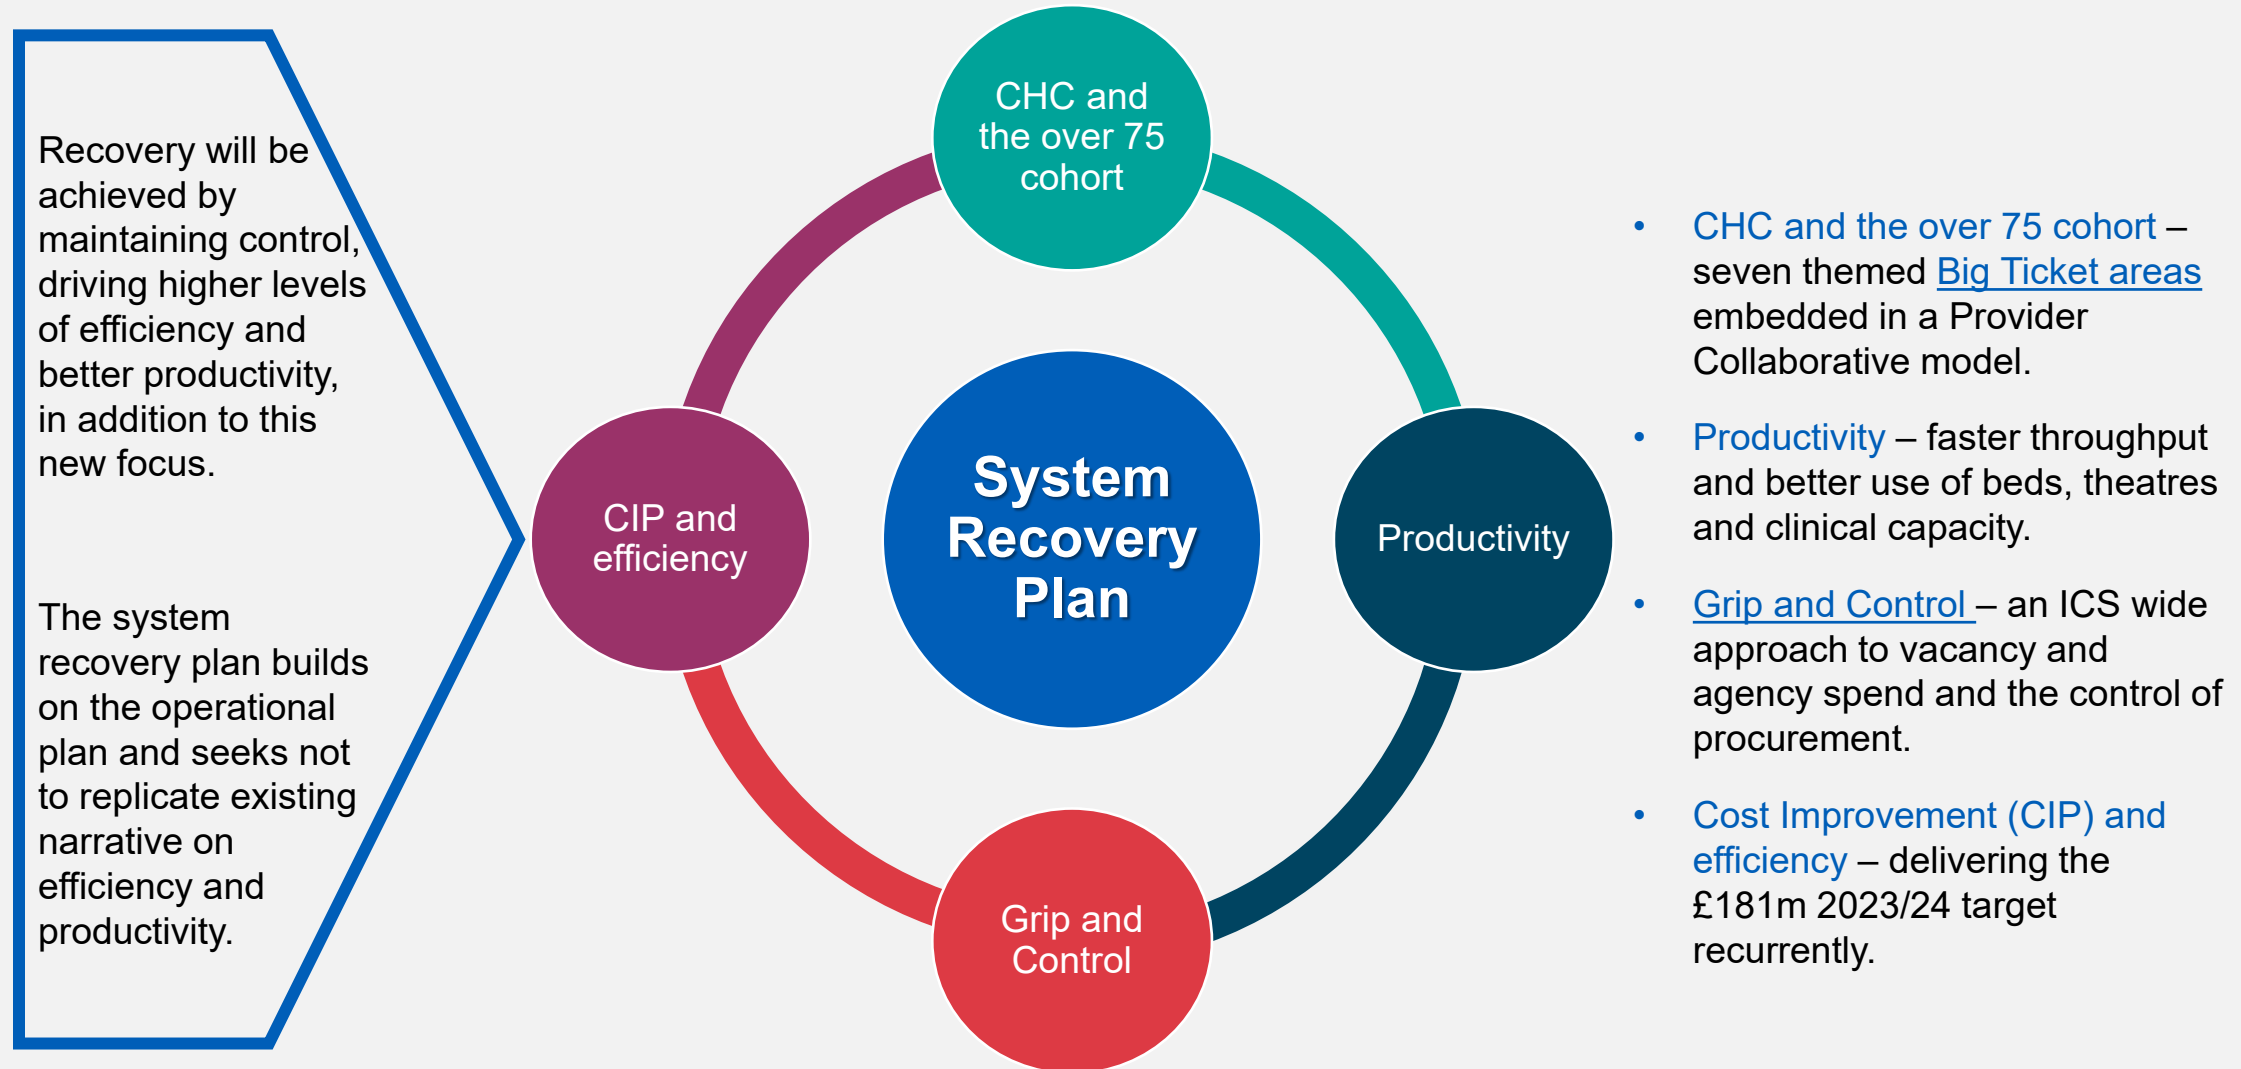 Recovery will be
achieved by
maintaining control,
driving higher levels
of efficiency and
better productivity,
in addition to this
new focus.
The system
recovery plan builds
on the operational
plan and seeks not
to replicate existing
narrative on
efficiency and
productivity.
CHC and
the over 75
cohort
CIP and
efficiency
System
Recovery
Plan
Productivity
Grip and
Control
• CHC and the over 75 cohort –
seven themed Big Ticket areas
embedded in a Provider
Collaborative model.
• Productivity – faster throughput
and better use of beds, theatres
and clinical capacity.
• Grip and Control – an ICS wide
approach to vacancy and
agency spend and the control of
procurement.
• Cost Improvement (CIP) and
efficiency – delivering the
£181m 2023/24 target
recurrently.